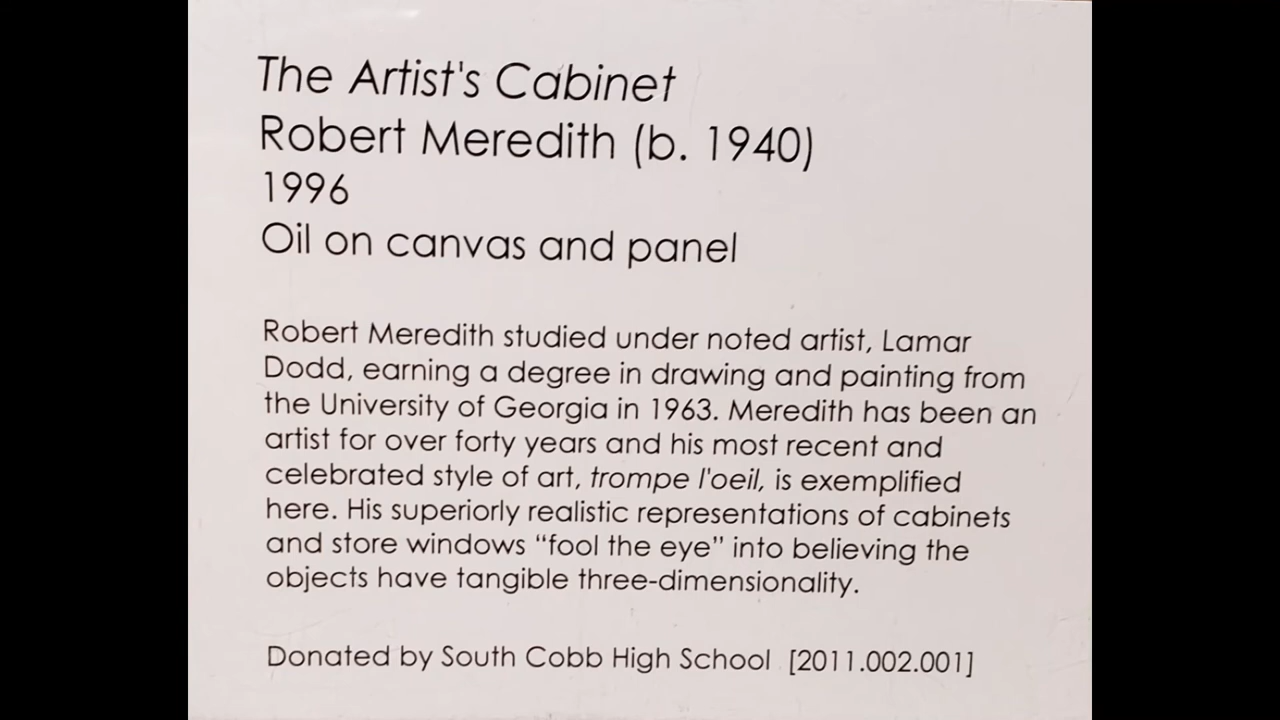 The Artist's Cabinet
Robert Meredith (b. 1940)
1996
Oil on canvas and panel
Robert Meredith studied under noted artist, Lamar
Dodd, earning a degree in drawing and painting from
the University of Georgia in 1963. Meredith has been an
artist for over forty years and his most recent and
celebrated style of art, trompe l'oeil, is exemplified
here. His superiorly realistic representations of cabinets
and store windows “fool the eye” into believing the
objects have tangible three-dimensionality.
Donated by South Cobb High School [2011.002.001]